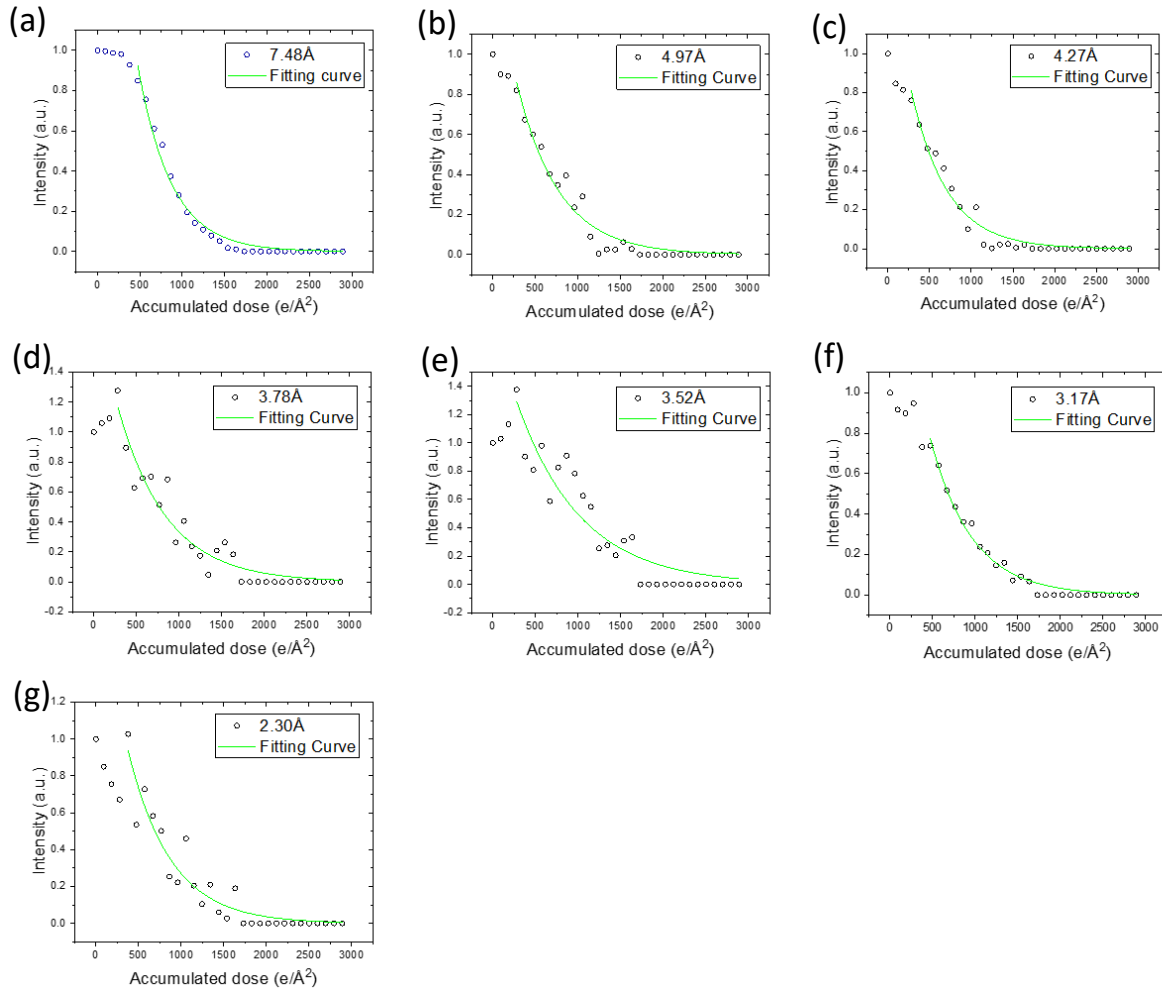 (a)
7.48Å
Fitting curve
1.0
0.8
0.6
0.4
0.2
0.0
Intensity (a.u.)
0 500 1000 1500 2000 2500 3000
Accumulated dose (e/Å²)
(b)
4.97Å
Fitting Curve
1.0
0.8
0.6
0.4
0.2
0.0
Intensity (a.u.)
0 500 1000 1500 2000 2500 3000
Accumulated dose (e/Å²)
(c)
4.27Å
Fitting Curve
1.0
0.8
0.6
0.4
0.2
0.0
Intensity (a.u.)
0 500 1000 1500 2000 2500 3000
Accumulated dose (e/Å²)
(d)
3.78Å
Fitting Curve
1.4
1.2
1.0
0.8
0.6
0.4
0.2
0.0
-0.2
Intensity (a.u.)
0 500 1000 1500 2000 2500 3000
Accumulated dose (e/Å²)
(e)
3.52Å
Fitting Curve
1.4
1.2
1.0
0.8
0.6
0.4
0.2
0.0
-0.2
Intensity (a.u.)
0 500 1000 1500 2000 2500 3000
Accumulated dose (e/Å²)
(f)
3.17Å
Fitting Curve
1.0
0.8
0.6
0.4
0.2
0.0
Intensity (a.u.)
0 500 1000 1500 2000 2500 3000
Accumulated dose (e/Å²)
(g)
2.30Å
Fitting Curve
1.2
1.0
0.8
0.6
0.4
0.2
0.0
Intensity (a.u.)
0 500 1000 1500 2000 2500 3000
Accumulated dose (e/Å²)